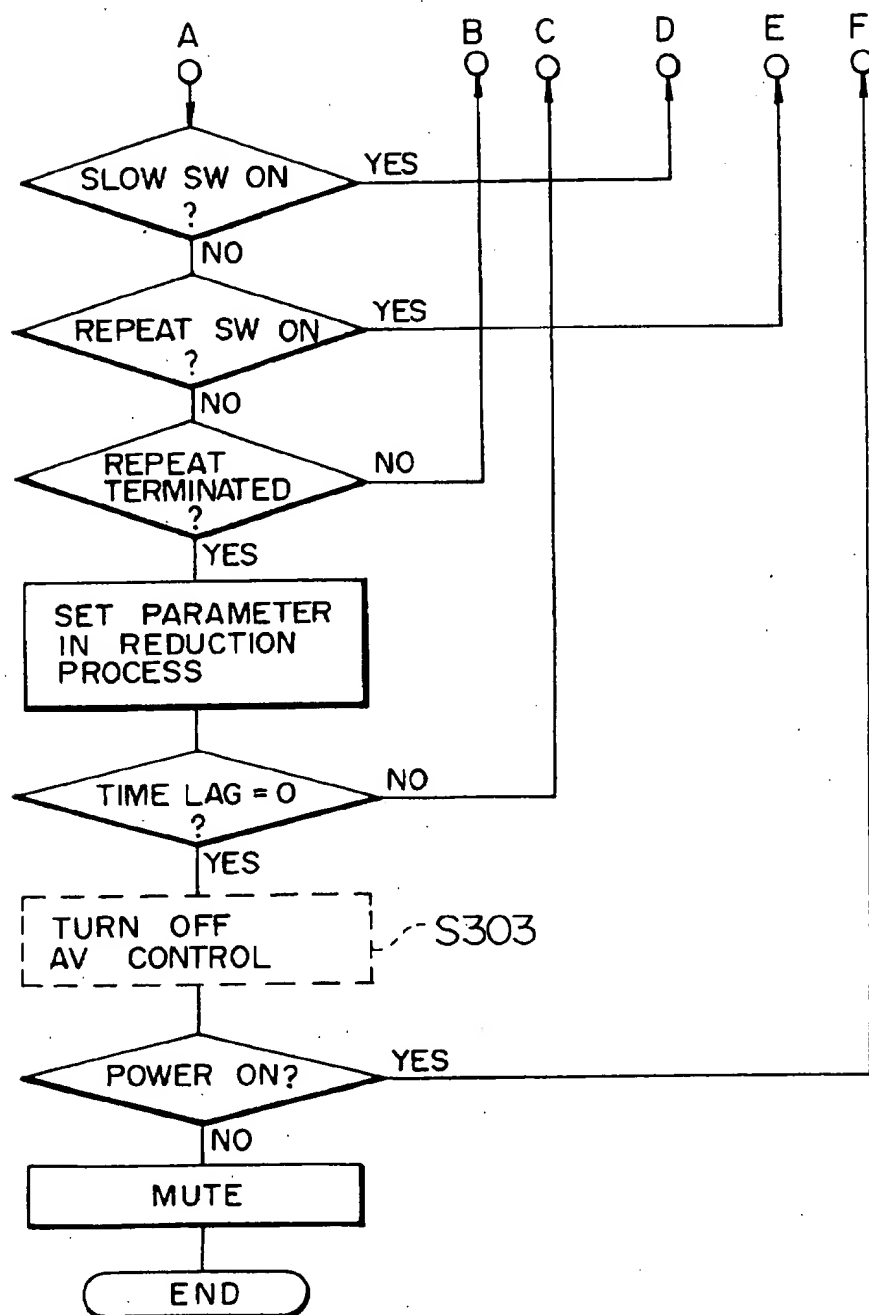 A
B
C
D
E
F
SLOW SW ON
?
YES
NO
REPEAT SW ON
?
YES
NO
REPEAT
TERMINATED
?
NO
YES
SET PARAMETER
IN REDUCTION
PROCESS
TIME LAG = 0
?
NO
YES
TURN OFF
AV CONTROL
S303
POWER ON?
YES
NO
MUTE
END